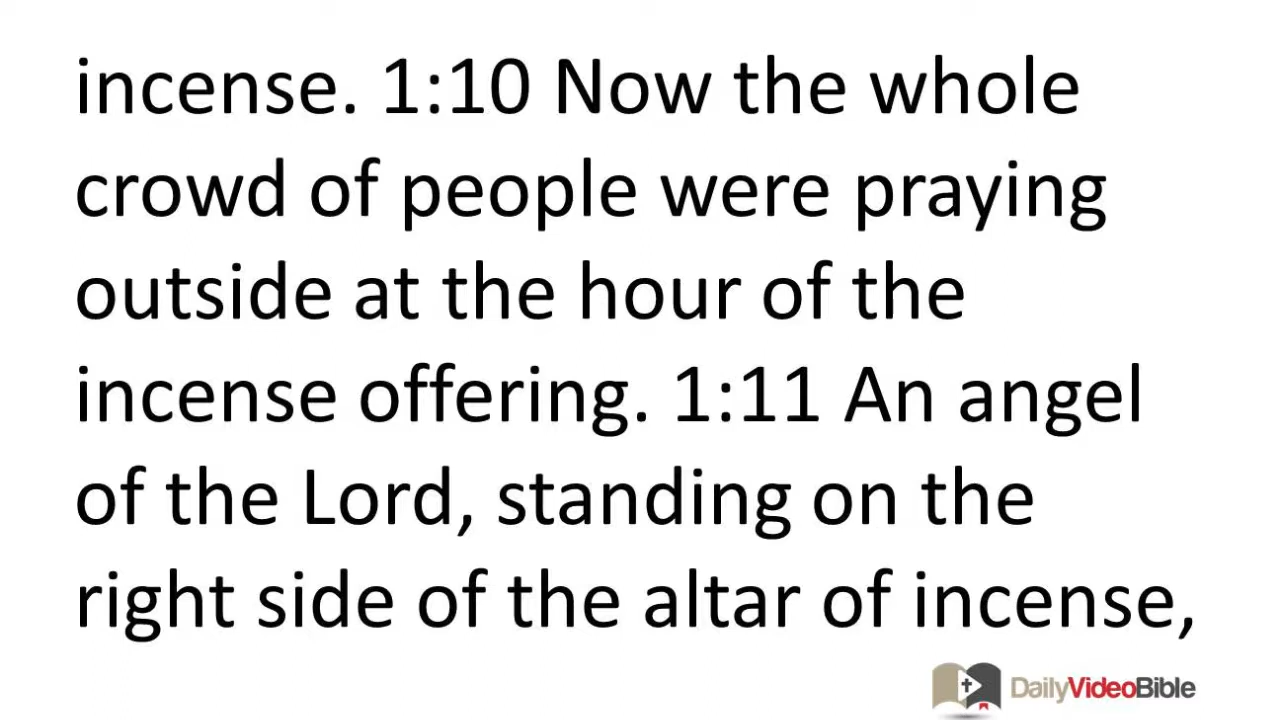 incense. 1:10 Now the whole
crowd of people were praying
outside at the hour of the
incense offering. 1:11 An angel
of the Lord, standing on the
right side of the altar of incense,
DailyVideoBible